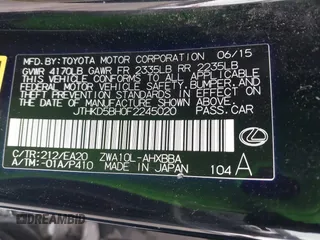 MFD. BY: TOYOTA MOTOR CORPORATION 06/15
GVWR 4170LB GAWR FR 2335LB RR 2235LB
THIS VEHICLE CONFORMS TO ALL APPLICABLE
FEDERAL MOTOR VEHICLE SAFETY, BUMPER, AND
THEFT PREVENTION STANDARDS IN EFFECT ON
THE DATE OF MANUFACTURE SHOWN ABOVE.
JTHKD5BH0F2245020 PASS.CAR
C/TR:212/EA20 ZWA10L-AHXBBA
A/TM:-01A/P410 MADE IN JAPAN 104 A
DREAMBID